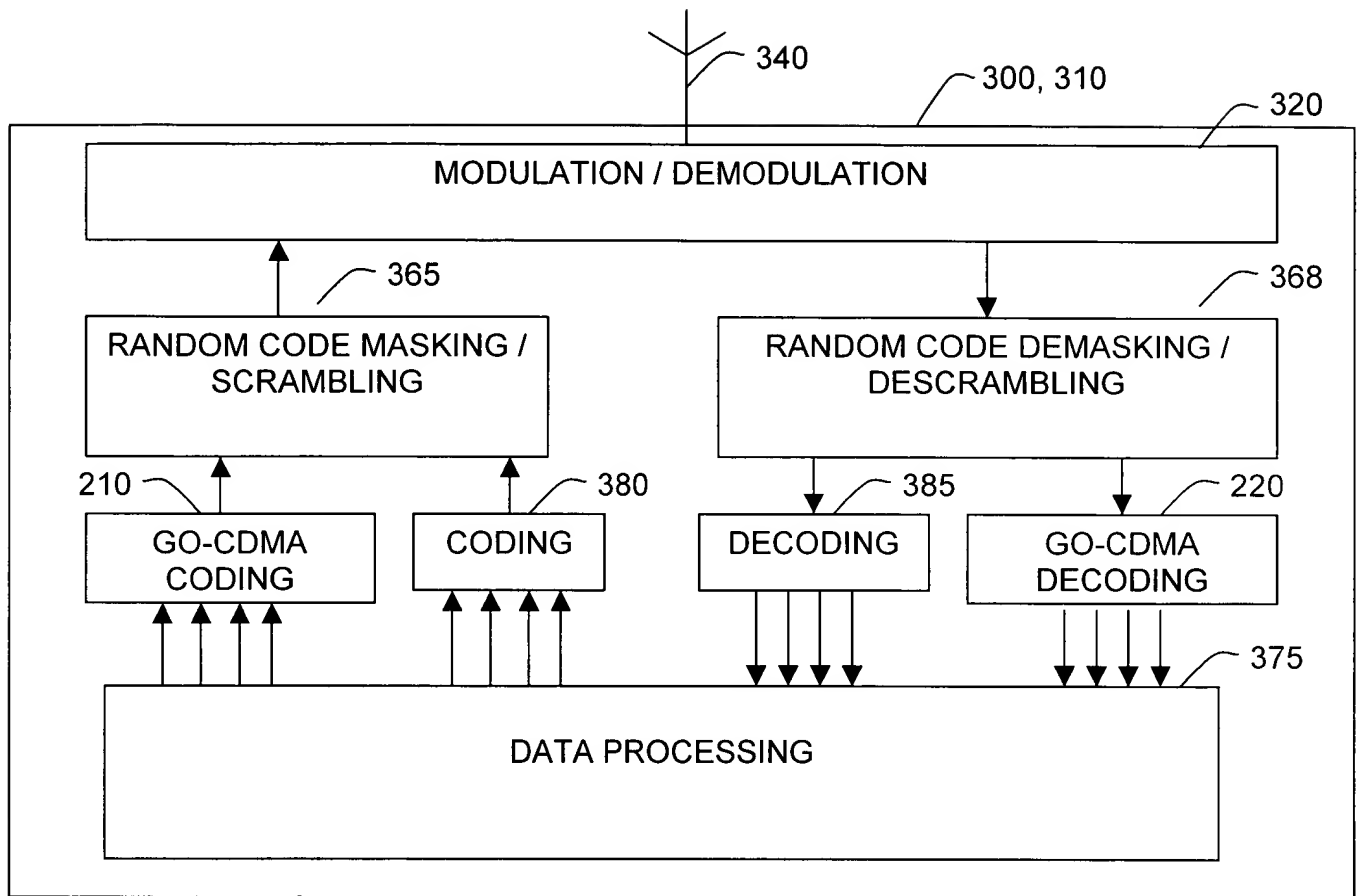 340
300, 310
320
MODULATION / DEMODULATION
365
368
RANDOM CODE MASKING /
SCRAMBLING
RANDOM CODE DEMASKING /
DESCRAMBLING
210
380
385
220
GO-CDMA
CODING
CODING
DECODING
GO-CDMA
DECODING
375
DATA PROCESSING